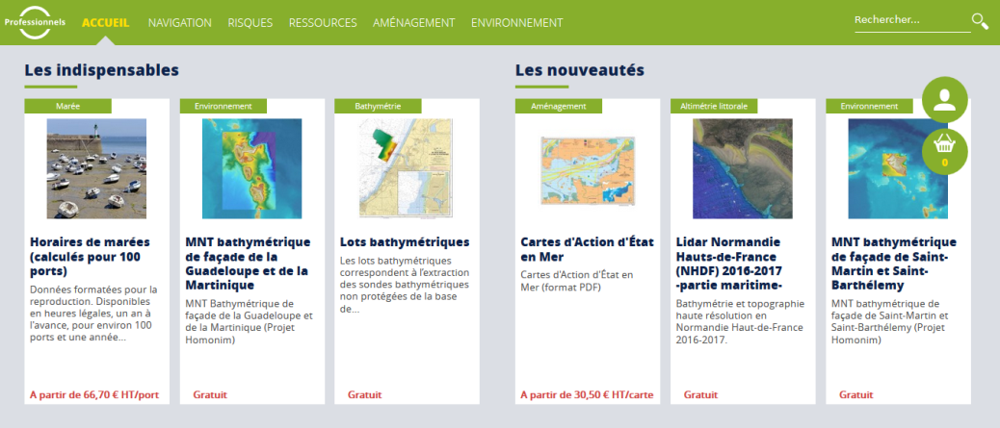 Professionnels
ACCUEIL
NAVIGATION
RISQUES
RESSOURCES
AMÉNAGEMENT
ENVIRONNEMENT
Rechercher...
Les indispensables
Marée
Horaires de marées
(calculés pour 100
ports)
Données formatées pour la
reproduction. Disponibles
en heures légales, un an à
l'avance, pour environ 100
ports et une année...
A partir de 66,70 € HT/port
Environnement
MNT bathymétrique
de façade de la
Guadeloupe et de la
Martinique
MNT Bathymétrique de
façade de la Guadeloupe et
de la Martinique (Projet
Homonim)
Gratuit
Bathymétrie
Lots bathymétriques
Les lots bathymétriques
correspondent à l'extraction
des sondes bathymétriques
non protégées de la base
de...
Gratuit
Les nouveautés
Aménagement
Cartes d'Action d'État
en Mer
Cartes d'Action d'État en
Mer (format PDF)
A partir de 30,50 € HT/carte
Altimétrie littorale
Lidar Normandie
Hauts-de-France
(NHDF) 2016-2017
-partie maritime-
Bathymétrie et topographie
haute résolution en
Normandie Haut-de-France
2016-2017.
Gratuit
Environnement
MNT bathymétrique
de façade de Saint-
Martin et Saint-
Barthélemy
MNT bathymétrique de
façade de Saint-Martin et
Saint-Barthélemy (Projet
Homonim)
Gratuit
0